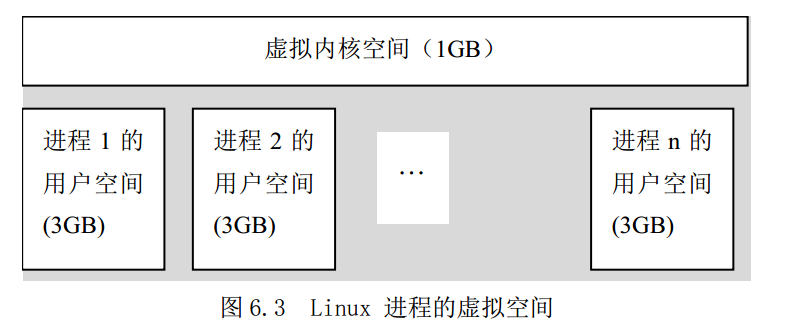 虚拟内核空间（1GB）
进程 1 的
用户空间
(3GB)
进程 2 的
用户空间
(3GB)
…
进程 n 的
用户空间
(3GB)
图 6.3 Linux 进程的虚拟空间